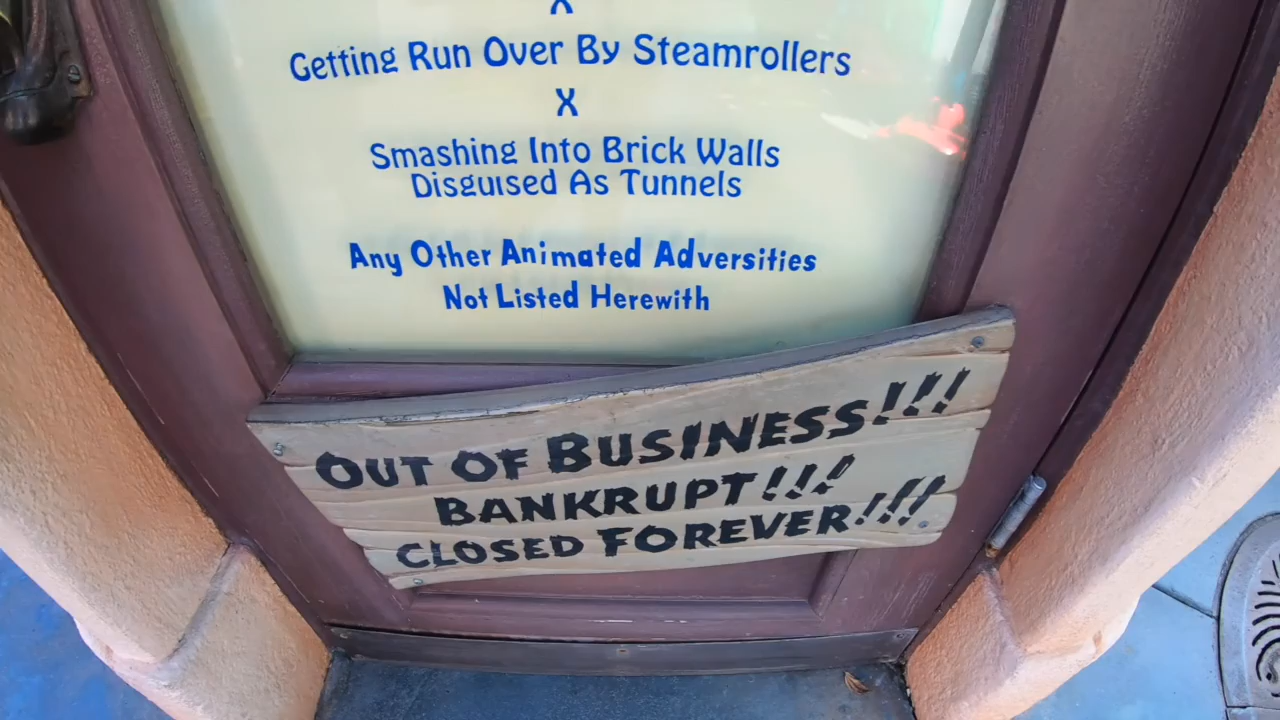 X
Getting Run Over By Steamrollers
X
Smashing Into Brick Walls
Disguised As Tunnels
Any Other Animated Adversities
Not Listed Herewith
OUT OF BUSINESS!!!
BANKRUPT!!!
CLOSED FOREVER!!!